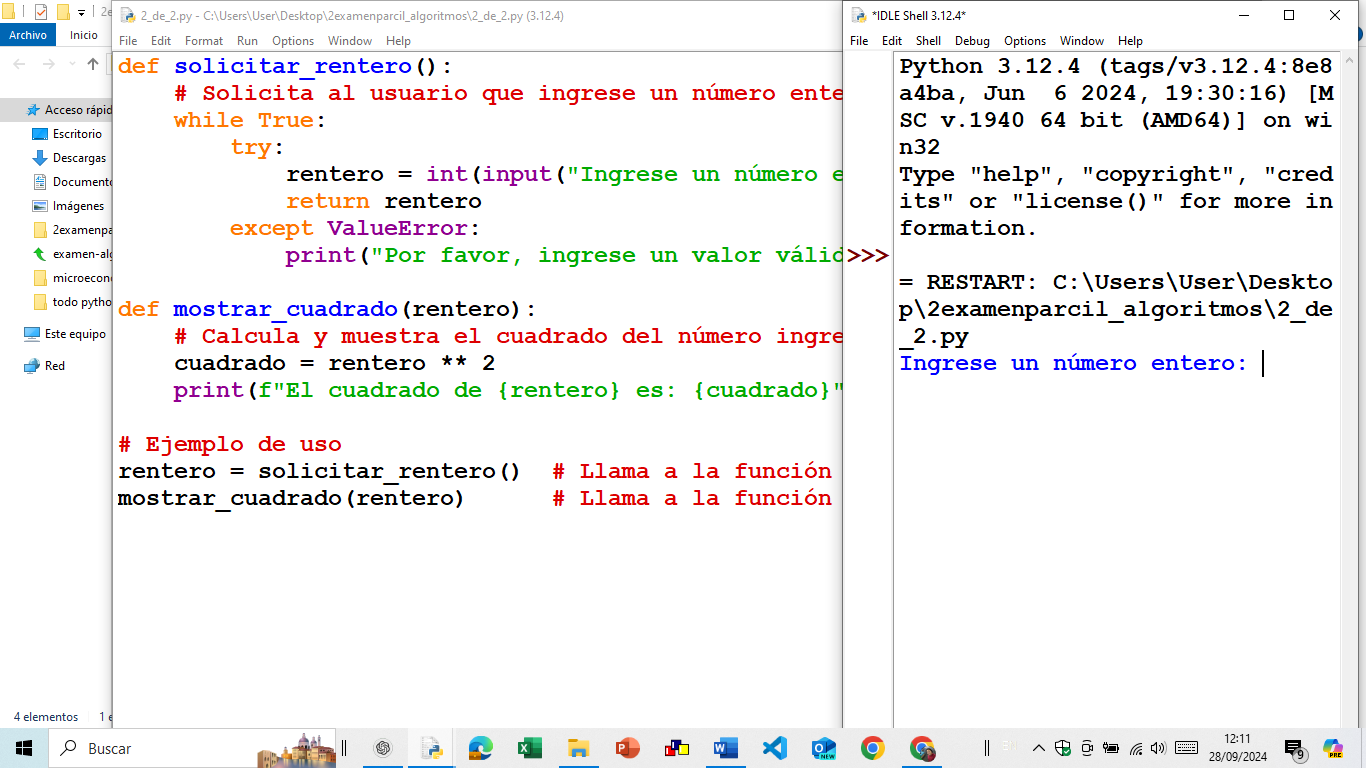 Archivo
Inicio
Acceso rápid
Escritorio
Descargas
Document
Imágenes
2examenpa
examen-alg
microecon
todo pytho
Este equipo
Red
4 elementos
2_de_2.py - C:\Users\User\Desktop\2examenparcil_algoritmos\2_de_2.py (3.12.4)
File Edit Format Run Options Window Help
def solicitar_rentero():
    # Solicita al usuario que ingrese un número ente
    while True:
        try:
            rentero = int(input("Ingrese un número e
            return rentero
        except ValueError:
            print("Por favor, ingrese un valor válid
def mostrar_cuadrado(rentero):
    # Calcula y muestra el cuadrado del número ingre
    cuadrado = rentero ** 2
    print(f"El cuadrado de {rentero} es: {cuadrado}"
# Ejemplo de uso
rentero = solicitar_rentero()  # Llama a la función
mostrar_cuadrado(rentero)      # Llama a la función
*IDLE Shell 3.12.4*
File Edit Shell Debug Options Window Help
Python 3.12.4 (tags/v3.12.4:8e8
a4ba, Jun  6 2024, 19:30:16) [M
SC v.1940 64 bit (AMD64)] on wi
n32
Type "help", "copyright", "cred
its" or "license()" for more in
formation.
>>>
= RESTART: C:\Users\User\Deskto
p\2examenparcil_algoritmos\2_de
_2.py
Ingrese un número entero:
Buscar
12:11
28/09/2024
9